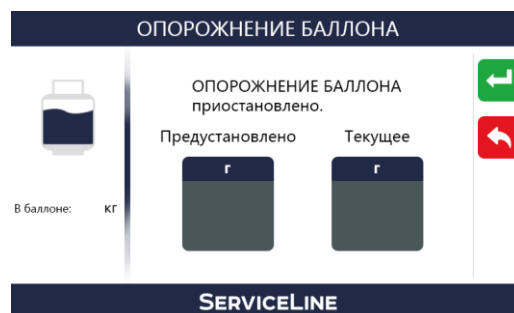 ОПОРОЖНЕНИЕ БАЛЛОНА
ОПОРОЖНЕНИЕ БАЛЛОНА
приостановлено.
Предустановлено Текущее
г г
В баллоне: кг
SERVICELINE